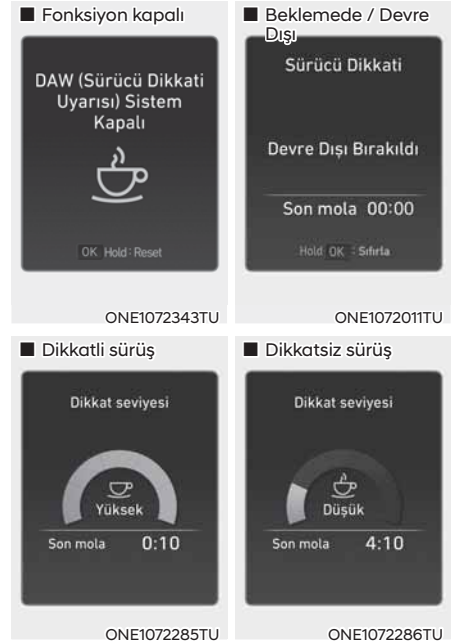 ■ Fonksiyon kapalı
DAW (Sürücü Dikkati
Uyarısı) Sistem
Kapalı
OK Hold : Reset
ONE1072343TU
■ Beklemede / Devre
Dışı
Sürücü Dikkati
Devre Dışı Bırakıldı
Son mola 00:00
Hold OK : Sıfırla
ONE1072011TU
■ Dikkatli sürüş
Dikkat seviyesi
Yüksek
Son mola 0:10
ONE1072285TU
■ Dikkatsiz sürüş
Dikkat seviyesi
Düşük
Son mola 4:10
ONE1072286TU